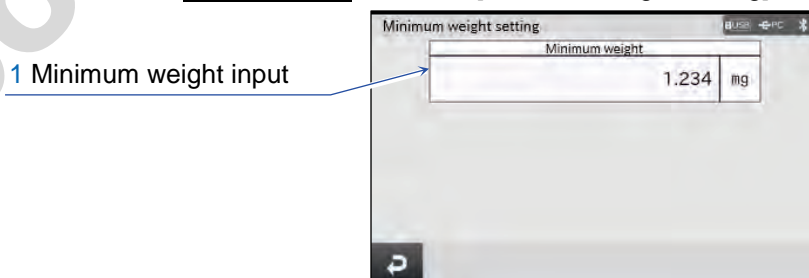 Minimum weight setting
USB PC
Minimum weight
1 Minimum weight input
1.234 mg